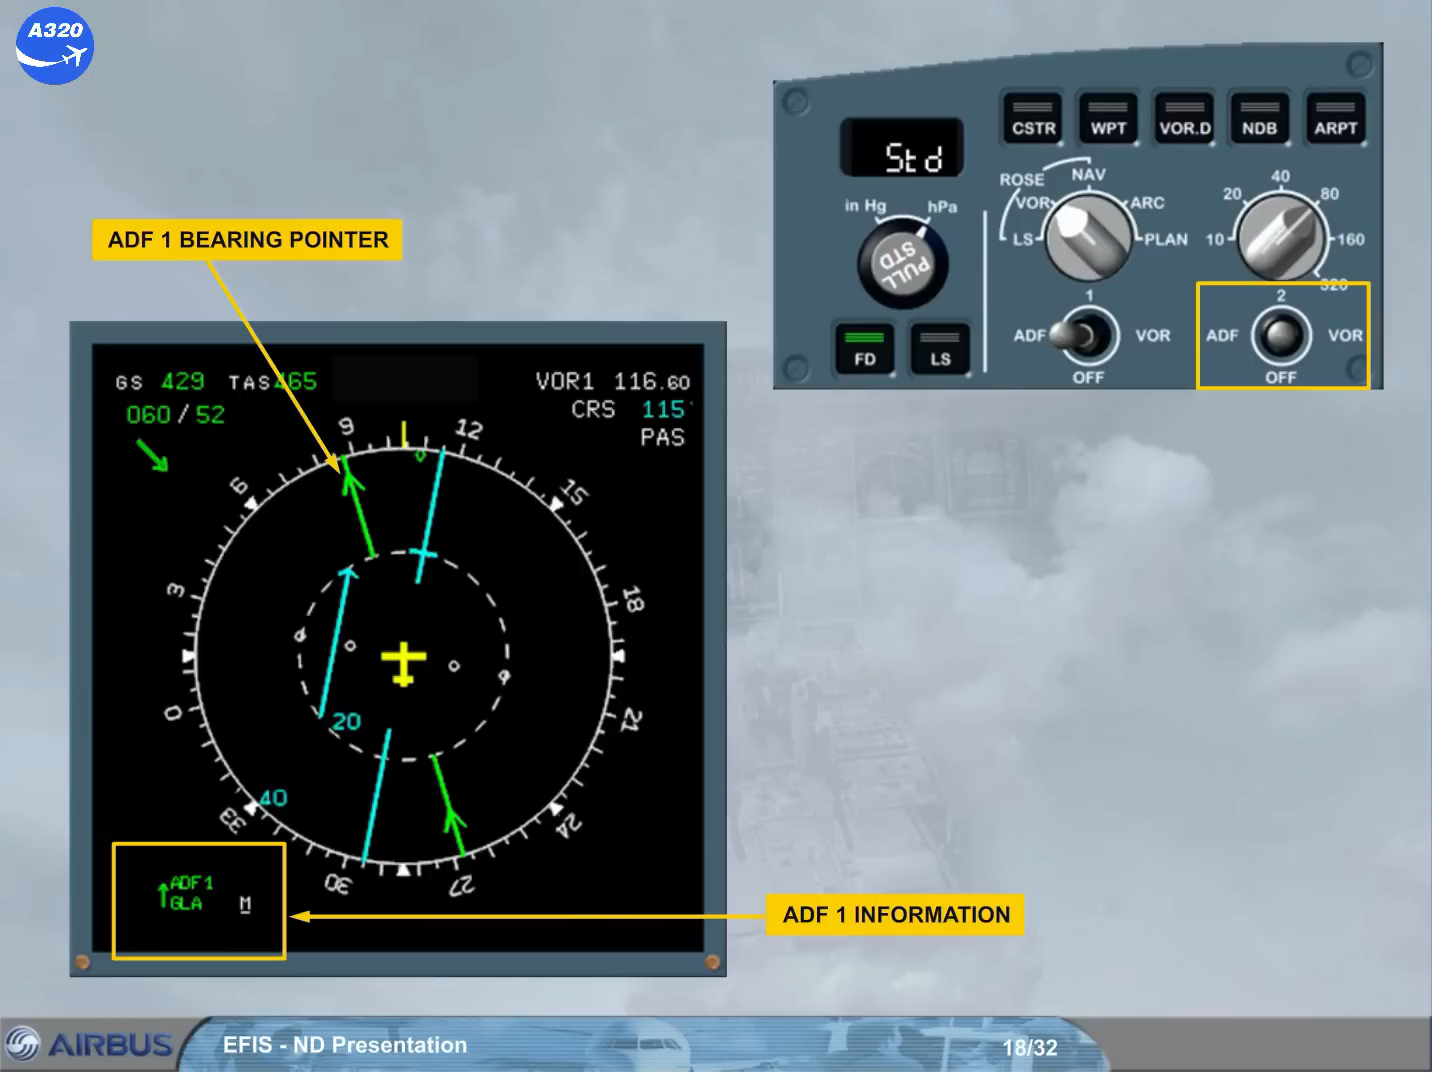 A320
Std
CSTR
WPT
VOR.D
NDB
ARPT
in Hg
hPa
PULL
STD
ROSE
LS
VOR
NAV
ARC
PLAN
10
20
40
80
160
320
FD
LS
1
ADF
VOR
OFF
2
ADF
VOR
OFF
ADF 1 BEARING POINTER
GS 429 TAS 465
060 / 52
VOR1 116.60
CRS 115°
PAS
9
12
6
15
3
18
0
21
33
24
30
27
20
40
ADF1
GLA
M
ADF 1 INFORMATION
AIRBUS
EFIS - ND Presentation
18/32